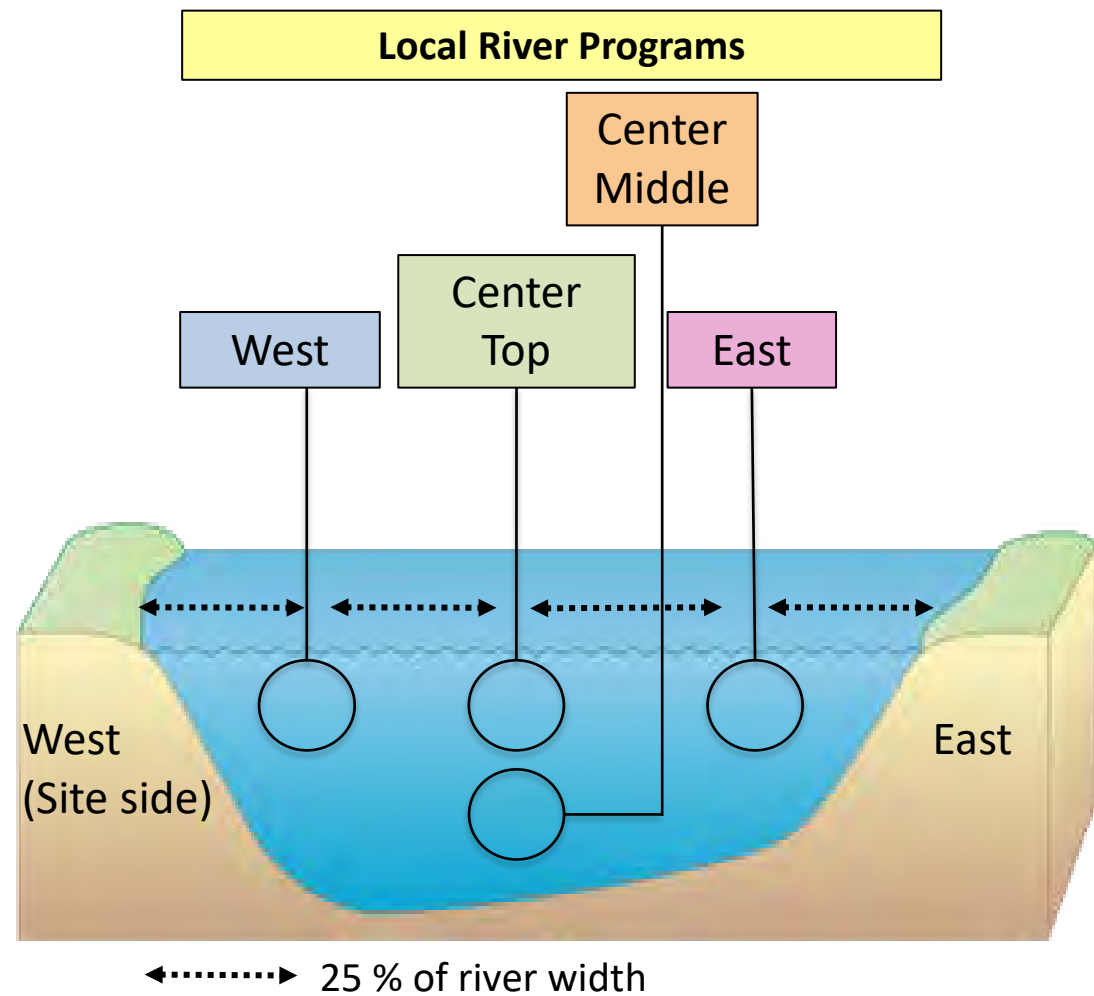 Local River Programs
Center
Middle
Center
Top
West
East
West
(Site side)
East
25 % of river width